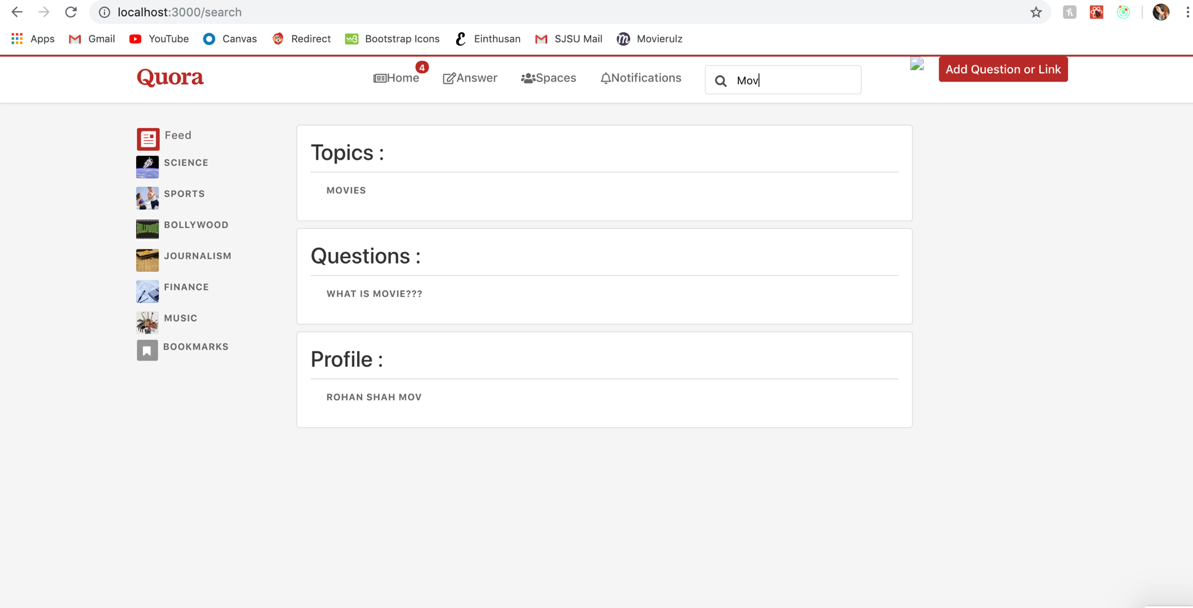 localhost:3000/search
Apps Gmail YouTube Canvas Redirect Bootstrap Icons Einthusan SJSU Mail Movierulz
Quora Home 4 Answer Spaces Notifications Mov Add Question or Link
Feed
SCIENCE
SPORTS
BOLLYWOOD
JOURNALISM
FINANCE
MUSIC
BOOKMARKS
Topics :
MOVIES
Questions :
WHAT IS MOVIE???
Profile :
ROHAN SHAH MOV